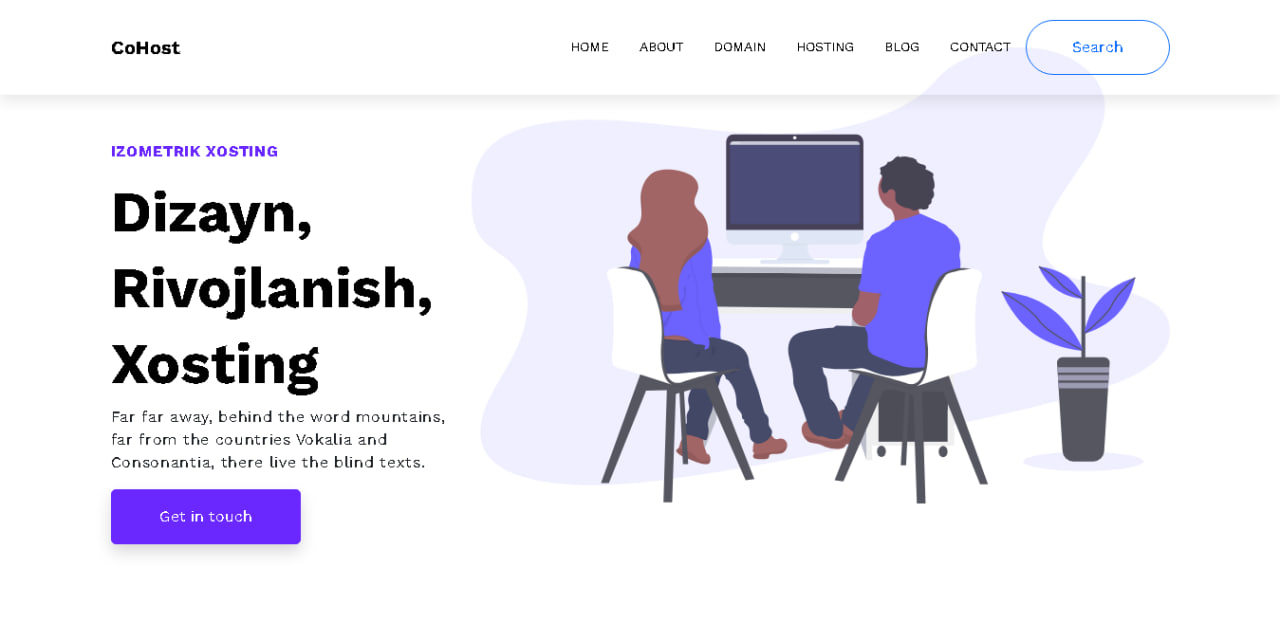 CoHost
HOME ABOUT DOMAIN HOSTING BLOG CONTACT Search
IZOMETRIK XOSTING
Dizayn,
Rivojlanish,
Xosting
Far far away, behind the word mountains,
far from the countries Vokalia and
Consonantia, there live the blind texts.
Get in touch